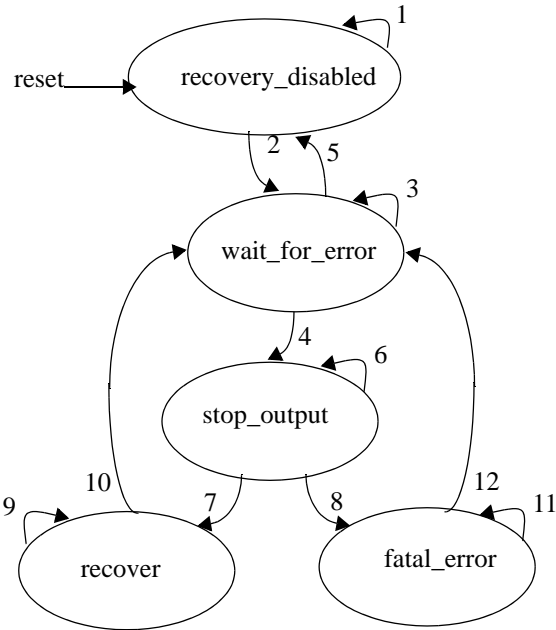 1
reset
recovery_disabled
2
5
3
wait_for_error
4
6
stop_output
10
7
8
12
9
11
recover
fatal_error